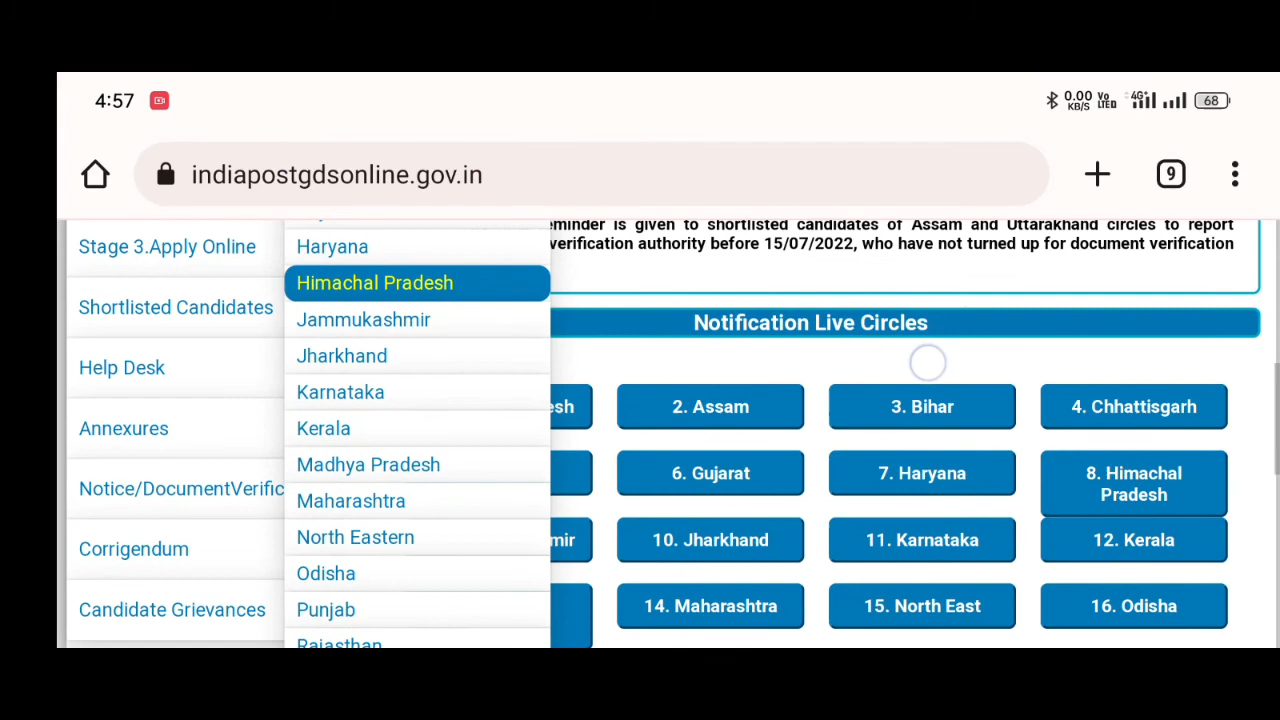 4:57
0.00 KB/S
Vo LTED
4G+
68
indiapostgdsonline.gov.in
9
eminder is given to shortlisted candidates of Assam and Uttarakhand circles to report
verification authority before 15/07/2022, who have not turned up for document verification
Stage 3.Apply Online
Shortlisted Candidates
Help Desk
Annexures
Notice/DocumentVerific
Corrigendum
Candidate Grievances
Haryana
Himachal Pradesh
Jammukashmir
Jharkhand
Karnataka
Kerala
Madhya Pradesh
Maharashtra
North Eastern
Odisha
Punjab
Rajasthan
Notification Live Circles
esh
2. Assam
3. Bihar
4. Chhattisgarh
6. Gujarat
7. Haryana
8. Himachal
Pradesh
mir
10. Jharkhand
11. Karnataka
12. Kerala
14. Maharashtra
15. North East
16. Odisha